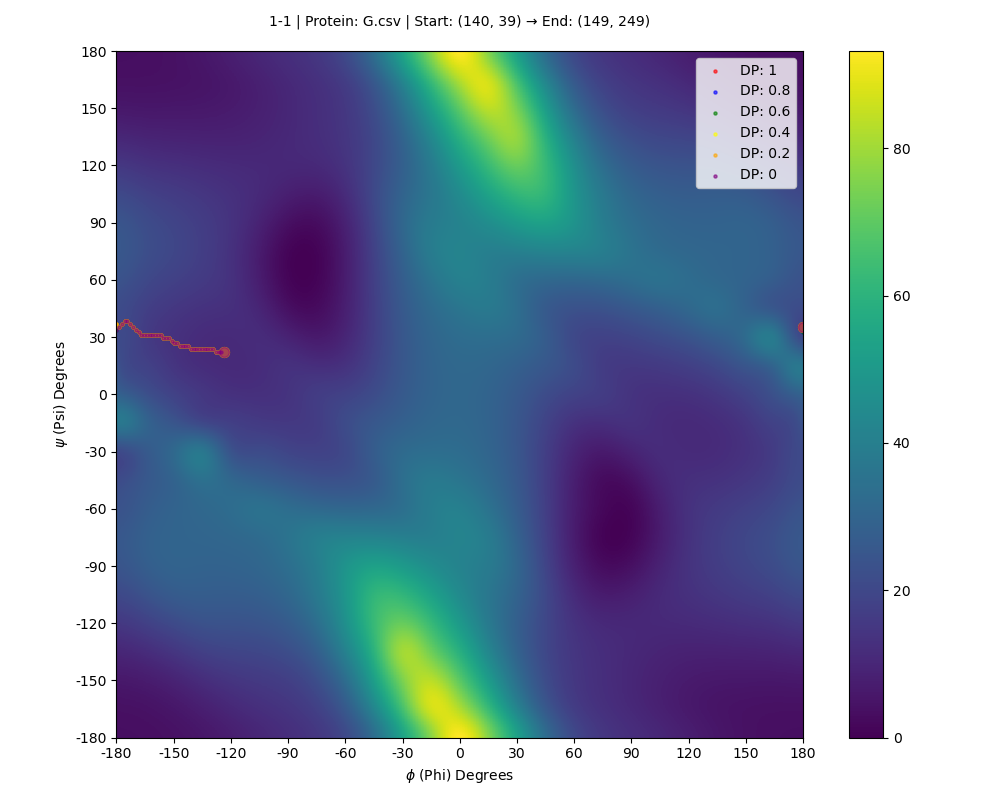 1-1 | Protein: G.csv | Start: (140, 39) → End: (149, 249)
180
150
120
90
60
30
0
-30
-60
-90
-120
-150
-180
ψ (Psi) Degrees
-180 -150 -120 -90 -60 -30 0 30 60 90 120 150 180
ϕ (Phi) Degrees
DP: 1
DP: 0.8
DP: 0.6
DP: 0.4
DP: 0.2
DP: 0
80
60
40
20
0